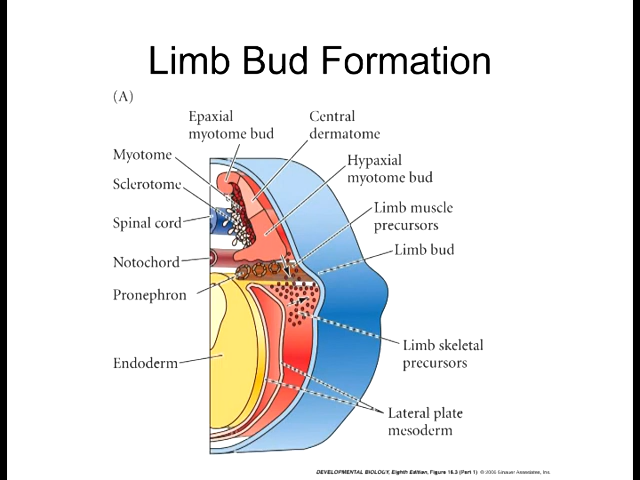 Limb Bud Formation
(A)
Epaxial
myotome bud
Central
dermatome
Myotome
Hypaxial
myotome bud
Sclerotome
Limb muscle
precursors
Spinal cord
Limb bud
Notochord
Pronephron
Limb skeletal
precursors
Endoderm
Lateral plate
mesoderm
DEVELOPMENTAL BIOLOGY, Eighth Edition, Figure 16.3 (Part 1) © 2006 Sinauer Associates, Inc.